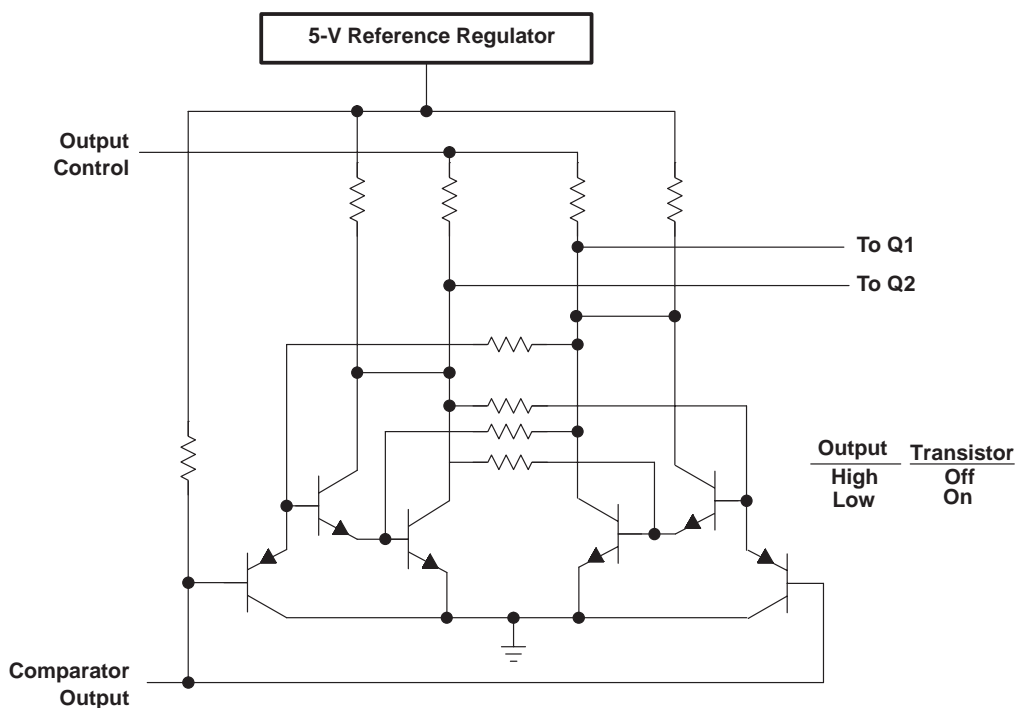 5-V Reference Regulator
Output
Control
To Q1
To Q2
Output Transistor
High Off
Low On
Comparator
Output